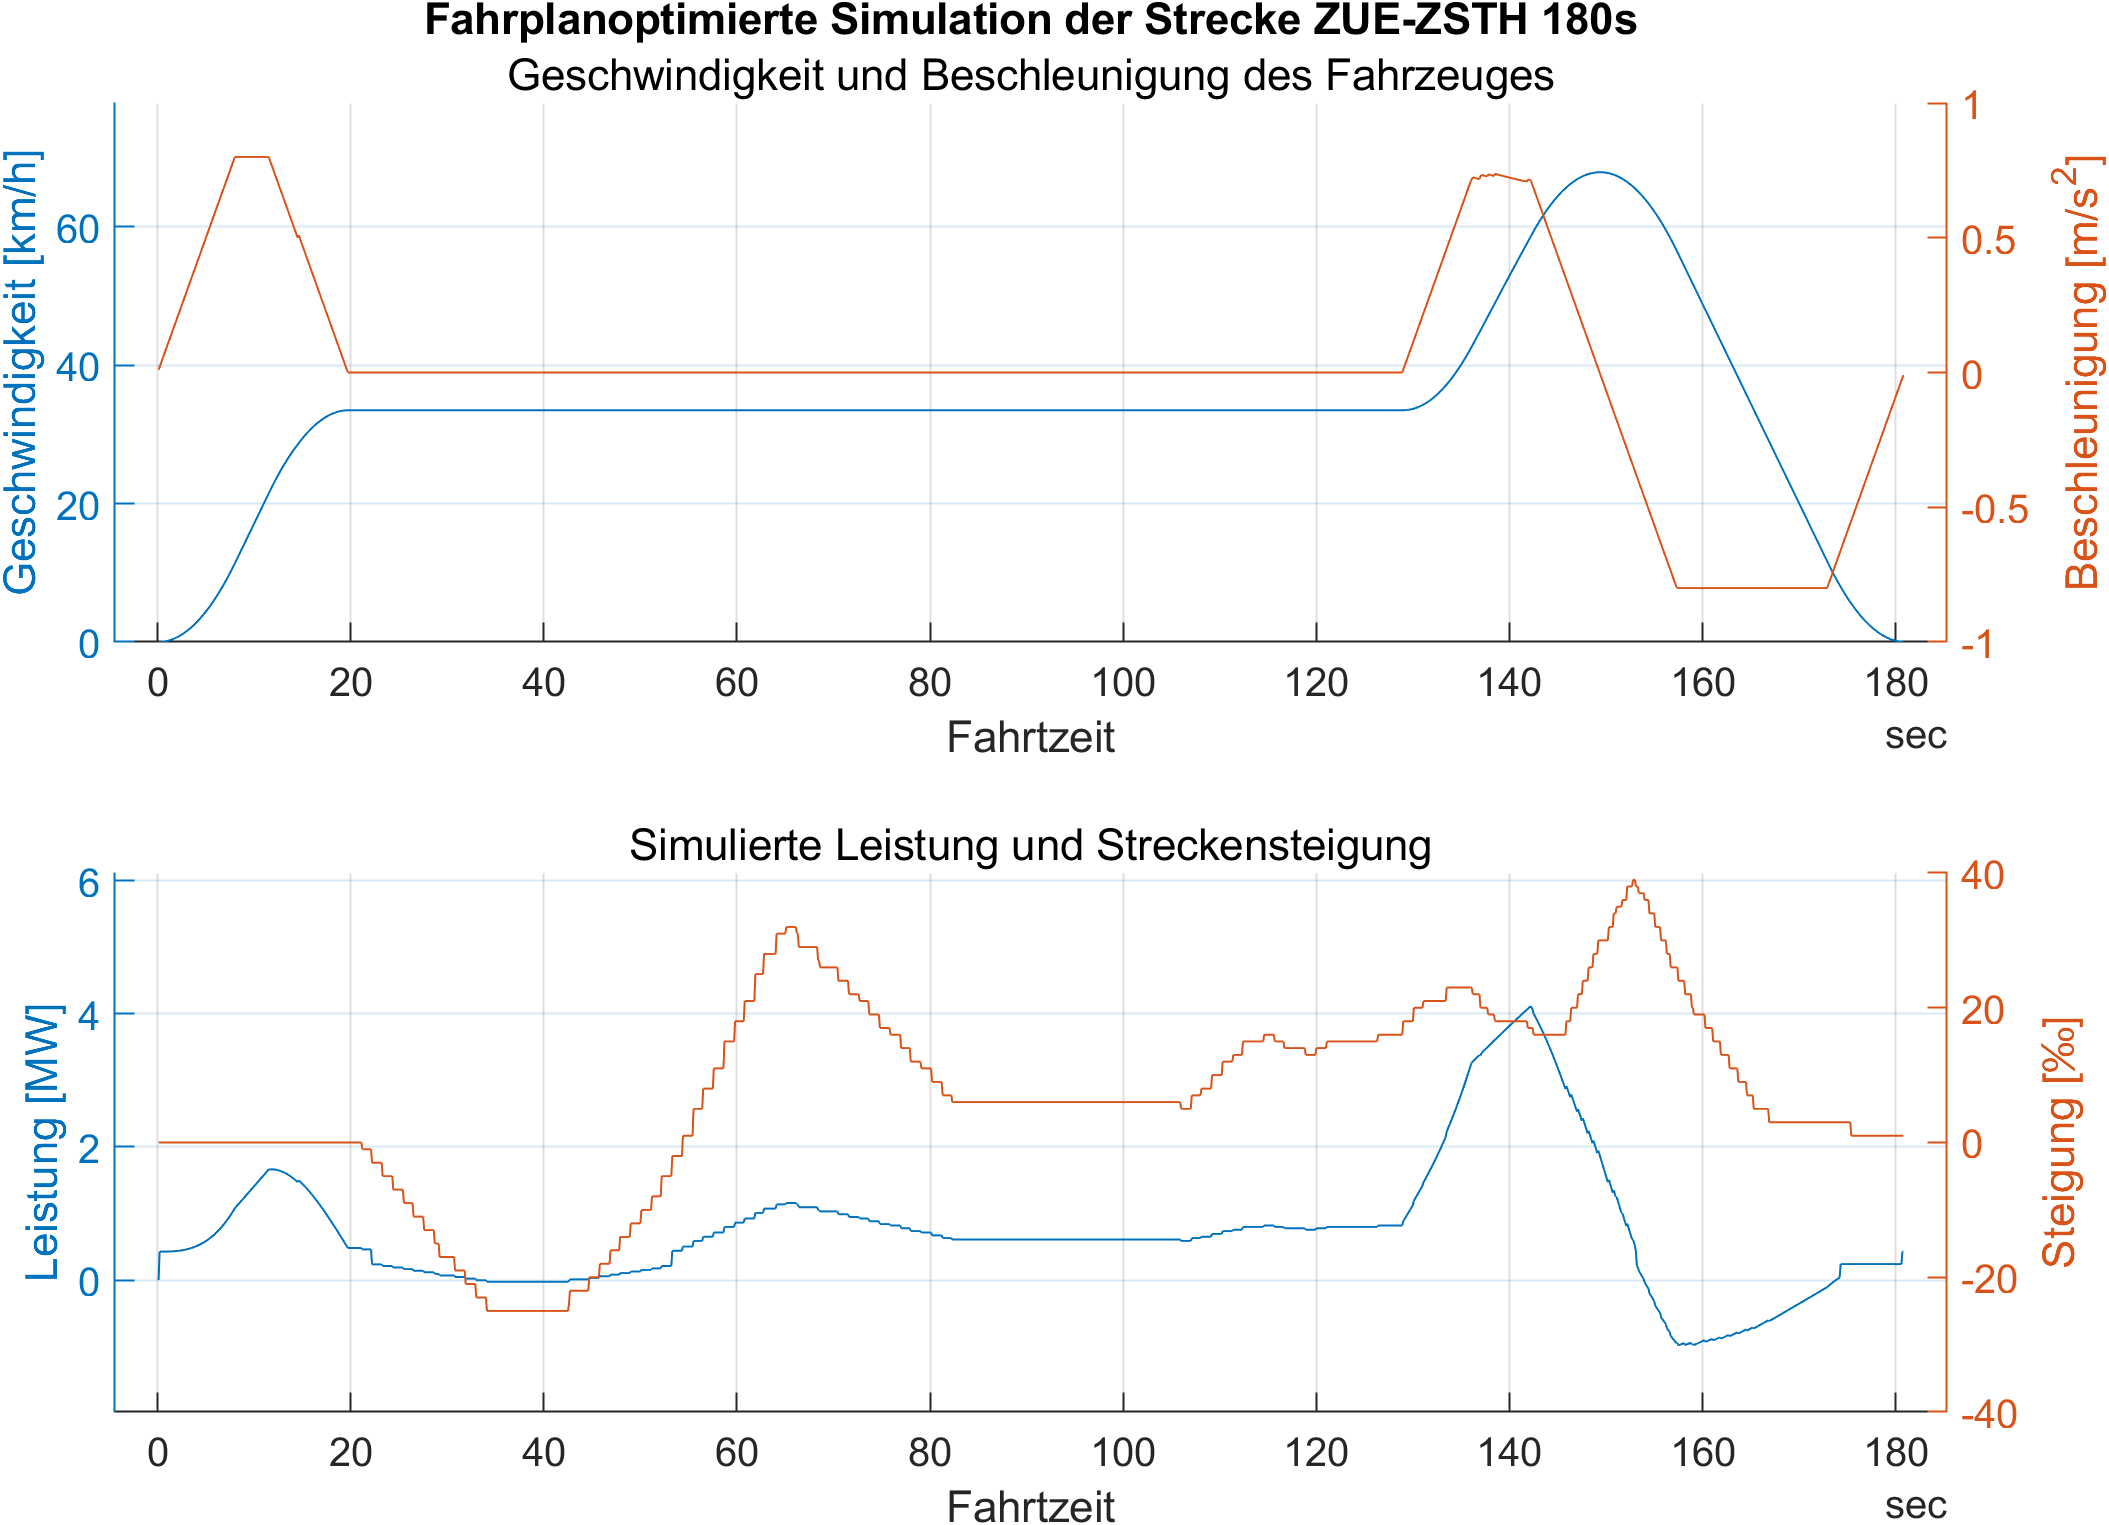 Fahrplanoptimierte Simulation der Strecke ZUE-ZSTH 180s
Geschwindigkeit und Beschleunigung des Fahrzeuges
Geschwindigkeit [km/h]
60
40
20
0
1
0.5
0
-0.5
-1
Beschleunigung [m/s²]
0 20 40 60 80 100 120 140 160 180
Fahrtzeit sec
Simulierte Leistung und Streckensteigung
Leistung [MW]
6
4
2
0
40
20
0
-20
-40
Steigung [‰]
0 20 40 60 80 100 120 140 160 180
Fahrtzeit sec